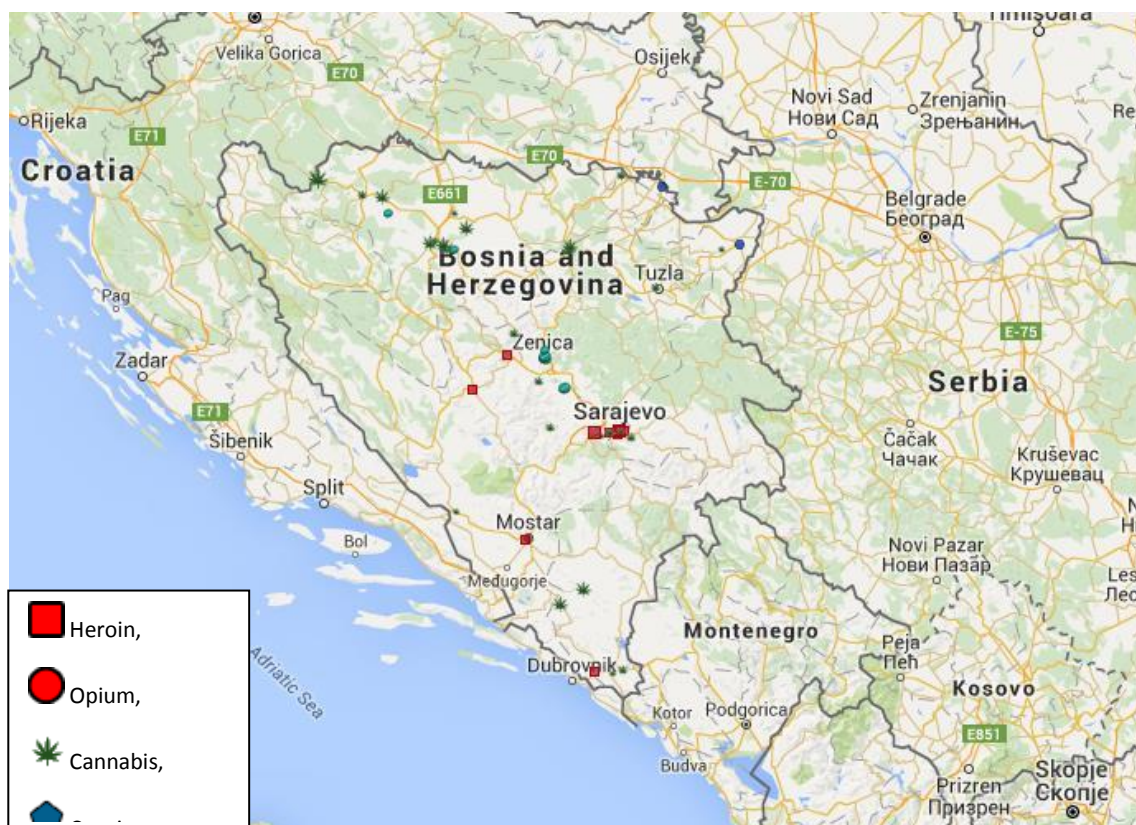 Timişoara
Velika Gorica
Osijek
E70
Novi Sad
Нови Сад
Zrenjanin
Зрењанин
Re
Rijeka
E71
E70
Croatia
E661
E-70
Belgrade
Београд
Bosnia and
Herzegovina
Tuzla
Pag
Zenica
E-75
Zadar
Serbia
Sarajevo
E71
Šibenik
Čačak
Чачак
Kruševac
Крушевац
Split
Mostar
Bol
Novi Pazar
Нови Пазар
Međugorje
Les
Montenegro
Peja
Пећ
Adriatic Sea
Dubrovnik
Kosovo
Kotor
Podgorica
E851
Budva
Prizren
Призрен
Skopje
Скопје
Heroin,
Opium,
Cannabis,